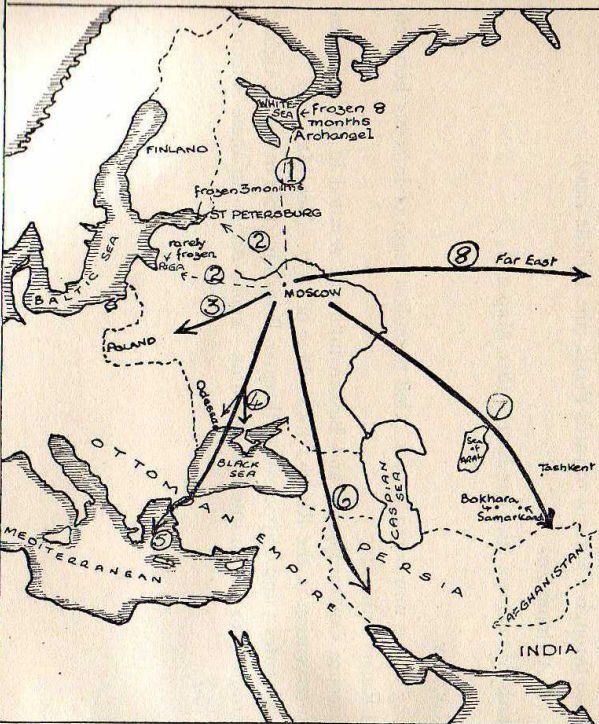 WHITE
SEA
frozen 8
months
Archangel
FINLAND
1
frozen 3 months
ST PETERSBURG
2
rarely
frozen
RIGA
2
BALTIC SEA
8
Far East
MOSCOW
3
POLAND
Odessa
4
7
SEA
OF
ARAL
BLACK
SEA
Tashkent
CASPIAN
SEA
Bokhara
Samarkand
6
OTTOMAN EMPIRE
5
MEDITERRANEAN
PERSIA
AFGHANISTAN
INDIA